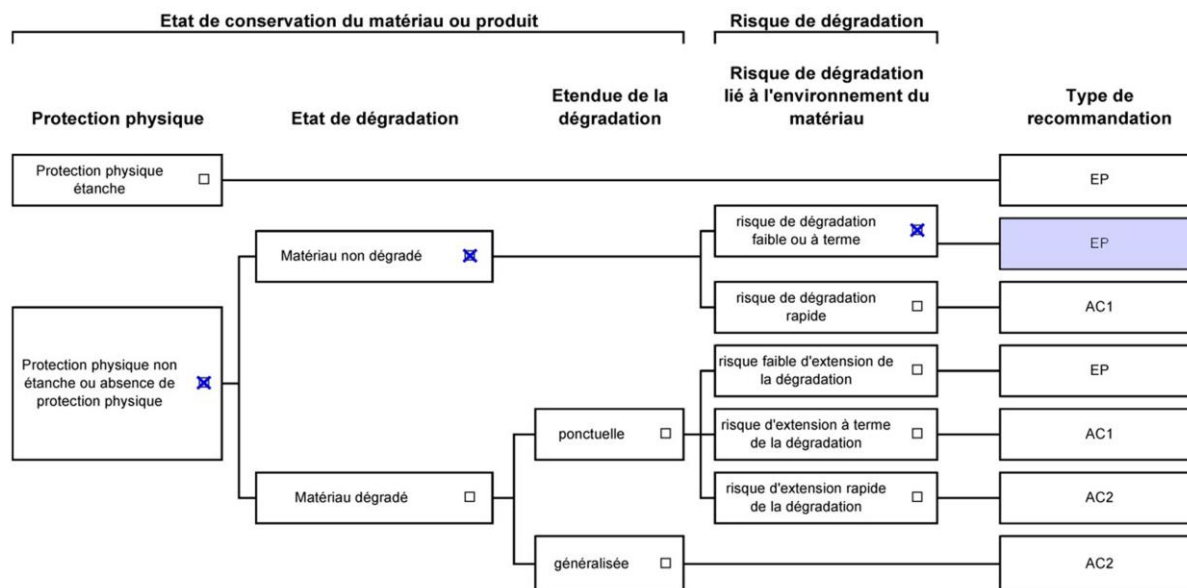 Etat de conservation du matériau ou produit
Risque de dégradation
Protection physique
Etat de dégradation
Etendue de la
dégradation
Risque de dégradation
lié à l'environnement du
matériau
Type de
recommandation
Protection physique
étanche
EP
risque de dégradation
faible ou à terme
EP
Matériau non dégradé
risque de dégradation
rapide
AC1
Protection physique non
étanche ou absence de
protection physique
risque faible d'extension de
la dégradation
EP
ponctuelle
risque d'extension à terme
de la dégradation
AC1
Matériau dégradé
risque d'extension rapide
de la dégradation
AC2
généralisée
AC2